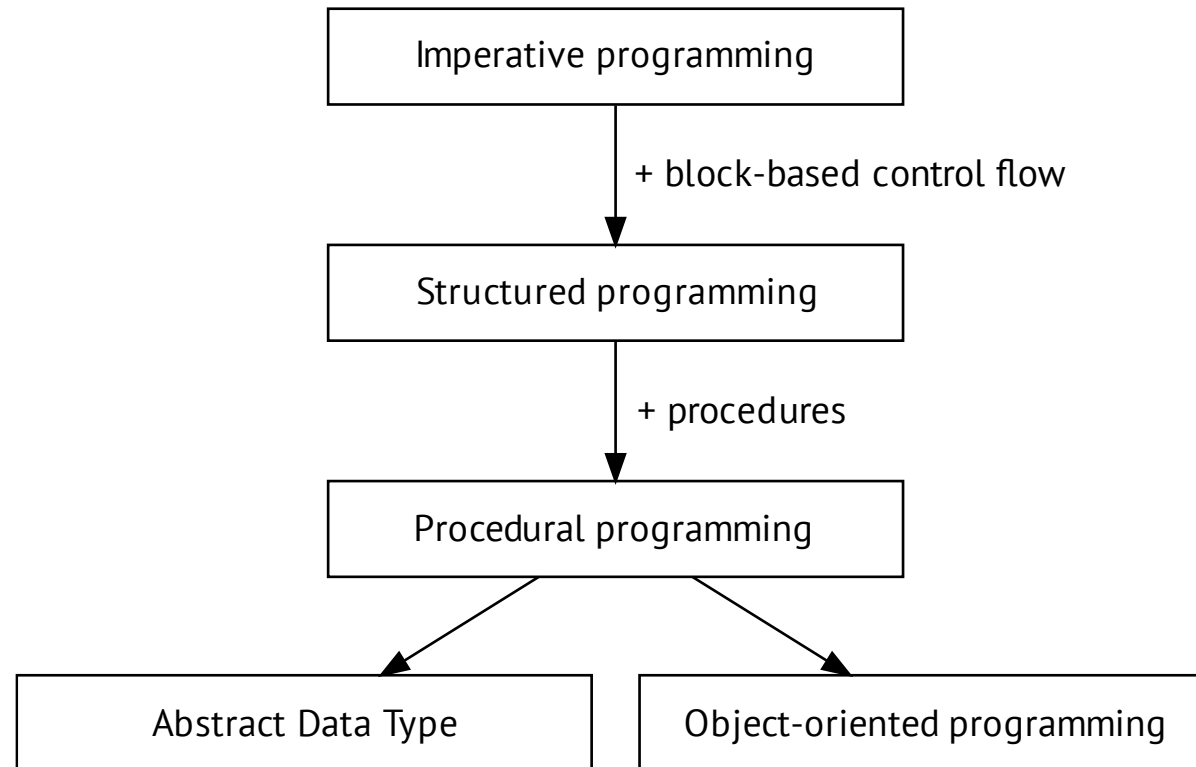 Imperative programming
+ block-based control flow
Structured programming
+ procedures
Procedural programming
Abstract Data Type
Object-oriented programming